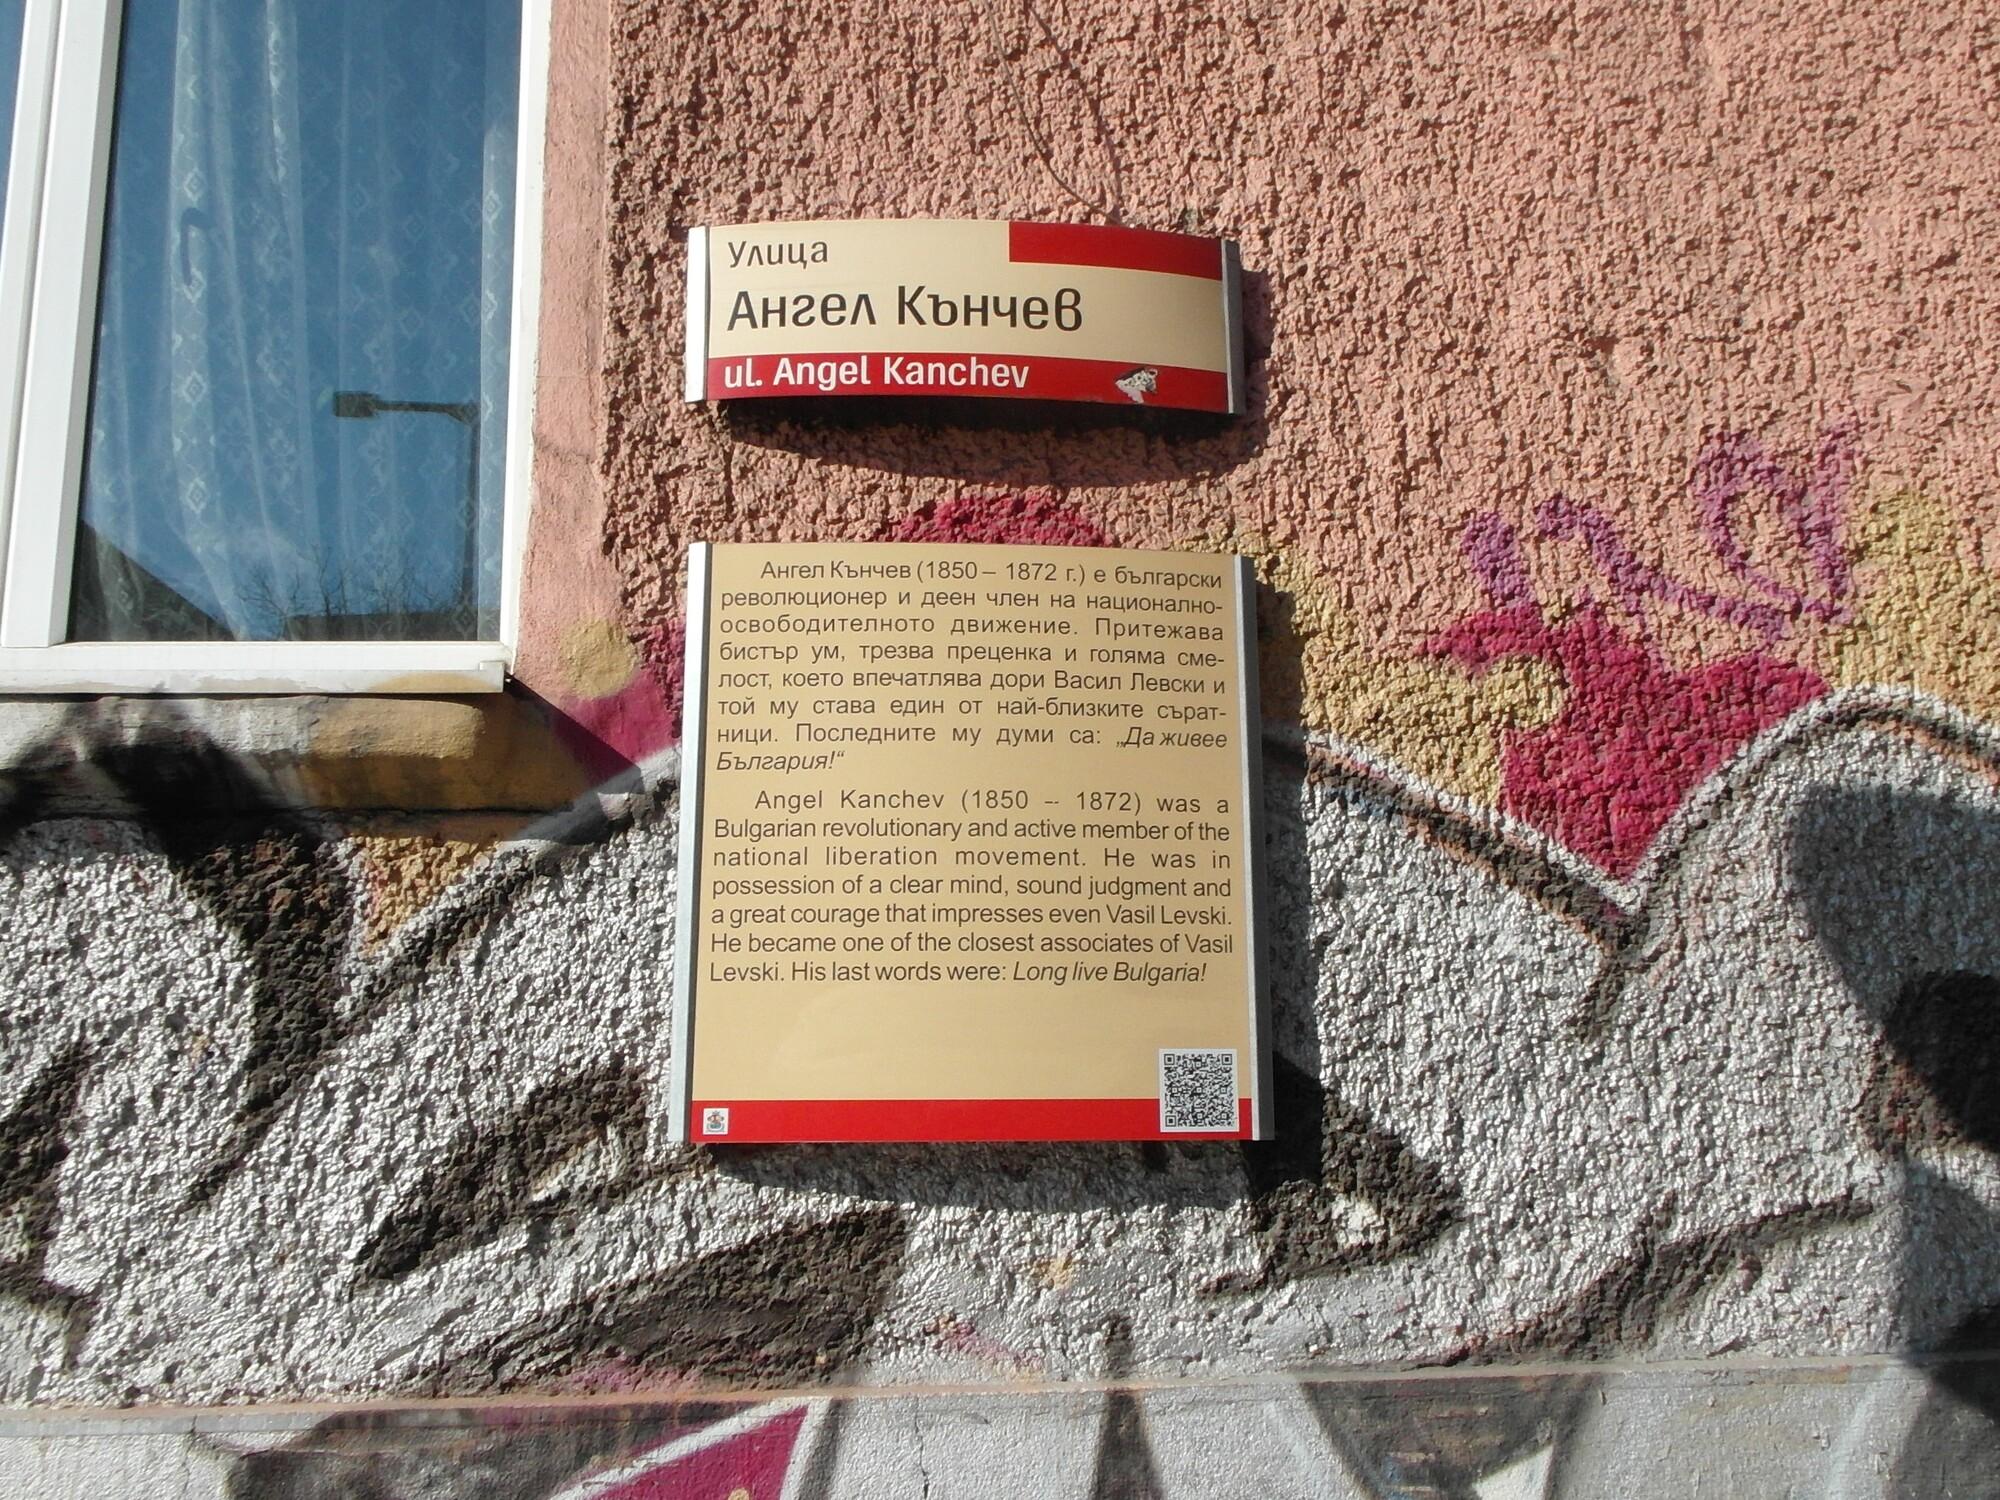 Улица
Ангел Кънчев
ul. Angel Kanchev
Ангел Кънчев (1850 – 1872 г.) е български
революционер и деен член на национално-
освободителното движение. Притежава
бистър ум, трезва преценка и голяма сме-
лост, което впечатлява дори Васил Левски и
той му става един от най-близките сърат-
ници. Последните му думи са: „Да живее
България!“
Angel Kanchev (1850 – 1872) was a
Bulgarian revolutionary and active member of the
national liberation movement. He was in
possession of a clear mind, sound judgment and
a great courage that impresses even Vasil Levski.
He became one of the closest associates of Vasil
Levski. His last words were: Long live Bulgaria!